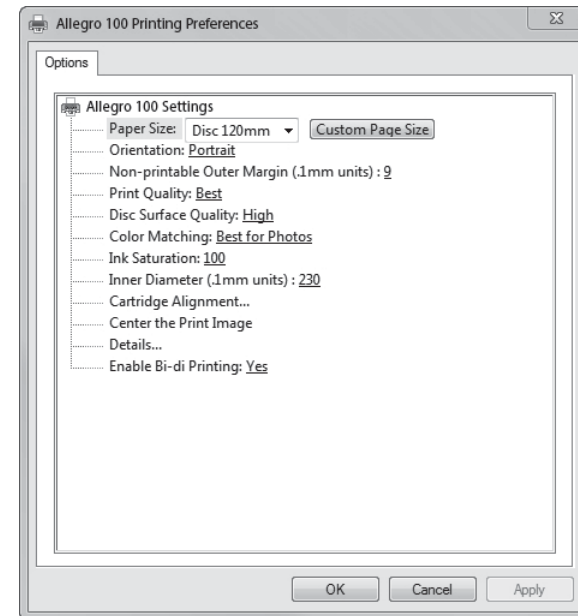 Allegro 100 Printing Preferences
Options
Allegro 100 Settings
Paper Size: Disc 120mm Custom Page Size
Orientation: Portrait
Non-printable Outer Margin (.1mm units) : 9
Print Quality: Best
Disc Surface Quality: High
Color Matching: Best for Photos
Ink Saturation: 100
Inner Diameter (.1mm units) : 230
Cartridge Alignment...
Center the Print Image
Details...
Enable Bi-di Printing: Yes
OK Cancel Apply